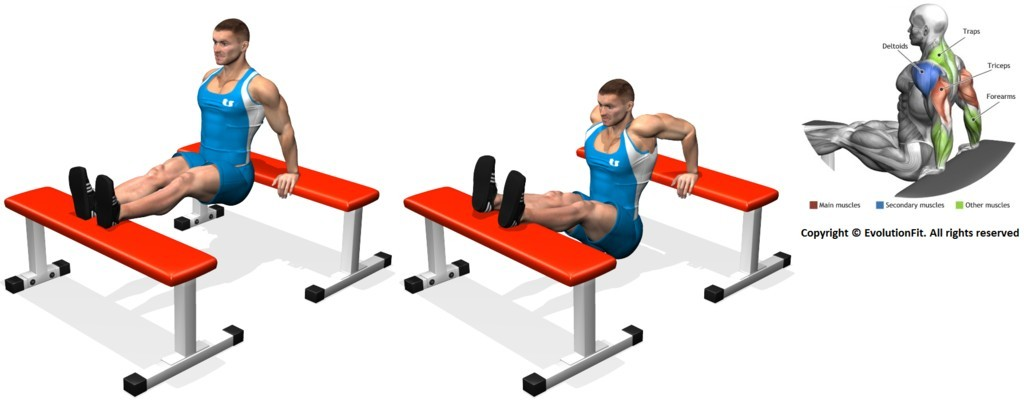 Traps
Deltoids
Triceps
Forearms
Main muscles
Secondary muscles
Other muscles
Copyright © EvolutionFit. All rights reserved